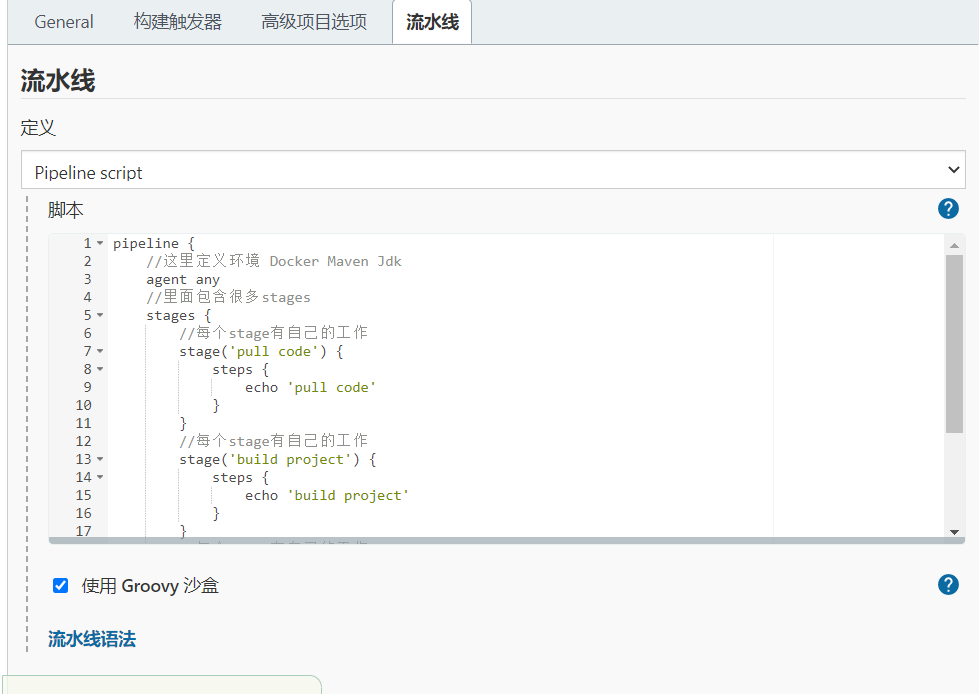 General 构建触发器 高级项目选项 流水线
流水线
定义
Pipeline script
脚本
1 pipeline {
2 //这里定义环境 Docker Maven Jdk
3 agent any
4 //里面包含很多stages
5 stages {
6 //每个stage有自己的工作
7 stage('pull code') {
8 steps {
9 echo 'pull code'
10 }
11 }
12 //每个stage有自己的工作
13 stage('build project') {
14 steps {
15 echo 'build project'
16 }
17 }
使用 Groovy 沙盒
流水线语法